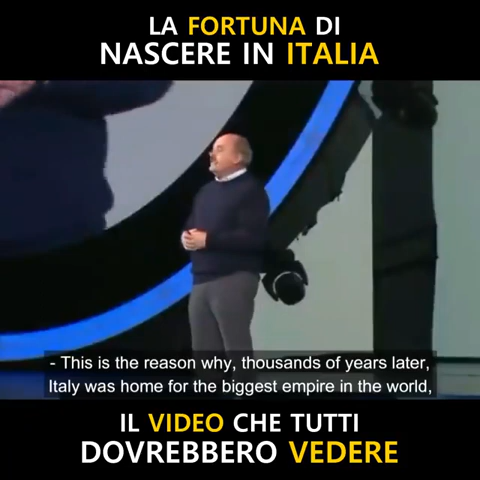 LA FORTUNA DI
NASCERE IN ITALIA
- This is the reason why, thousands of years later,
Italy was home for the biggest empire in the world,
IL VIDEO CHE TUTTI
DOVREBBERO VEDERE